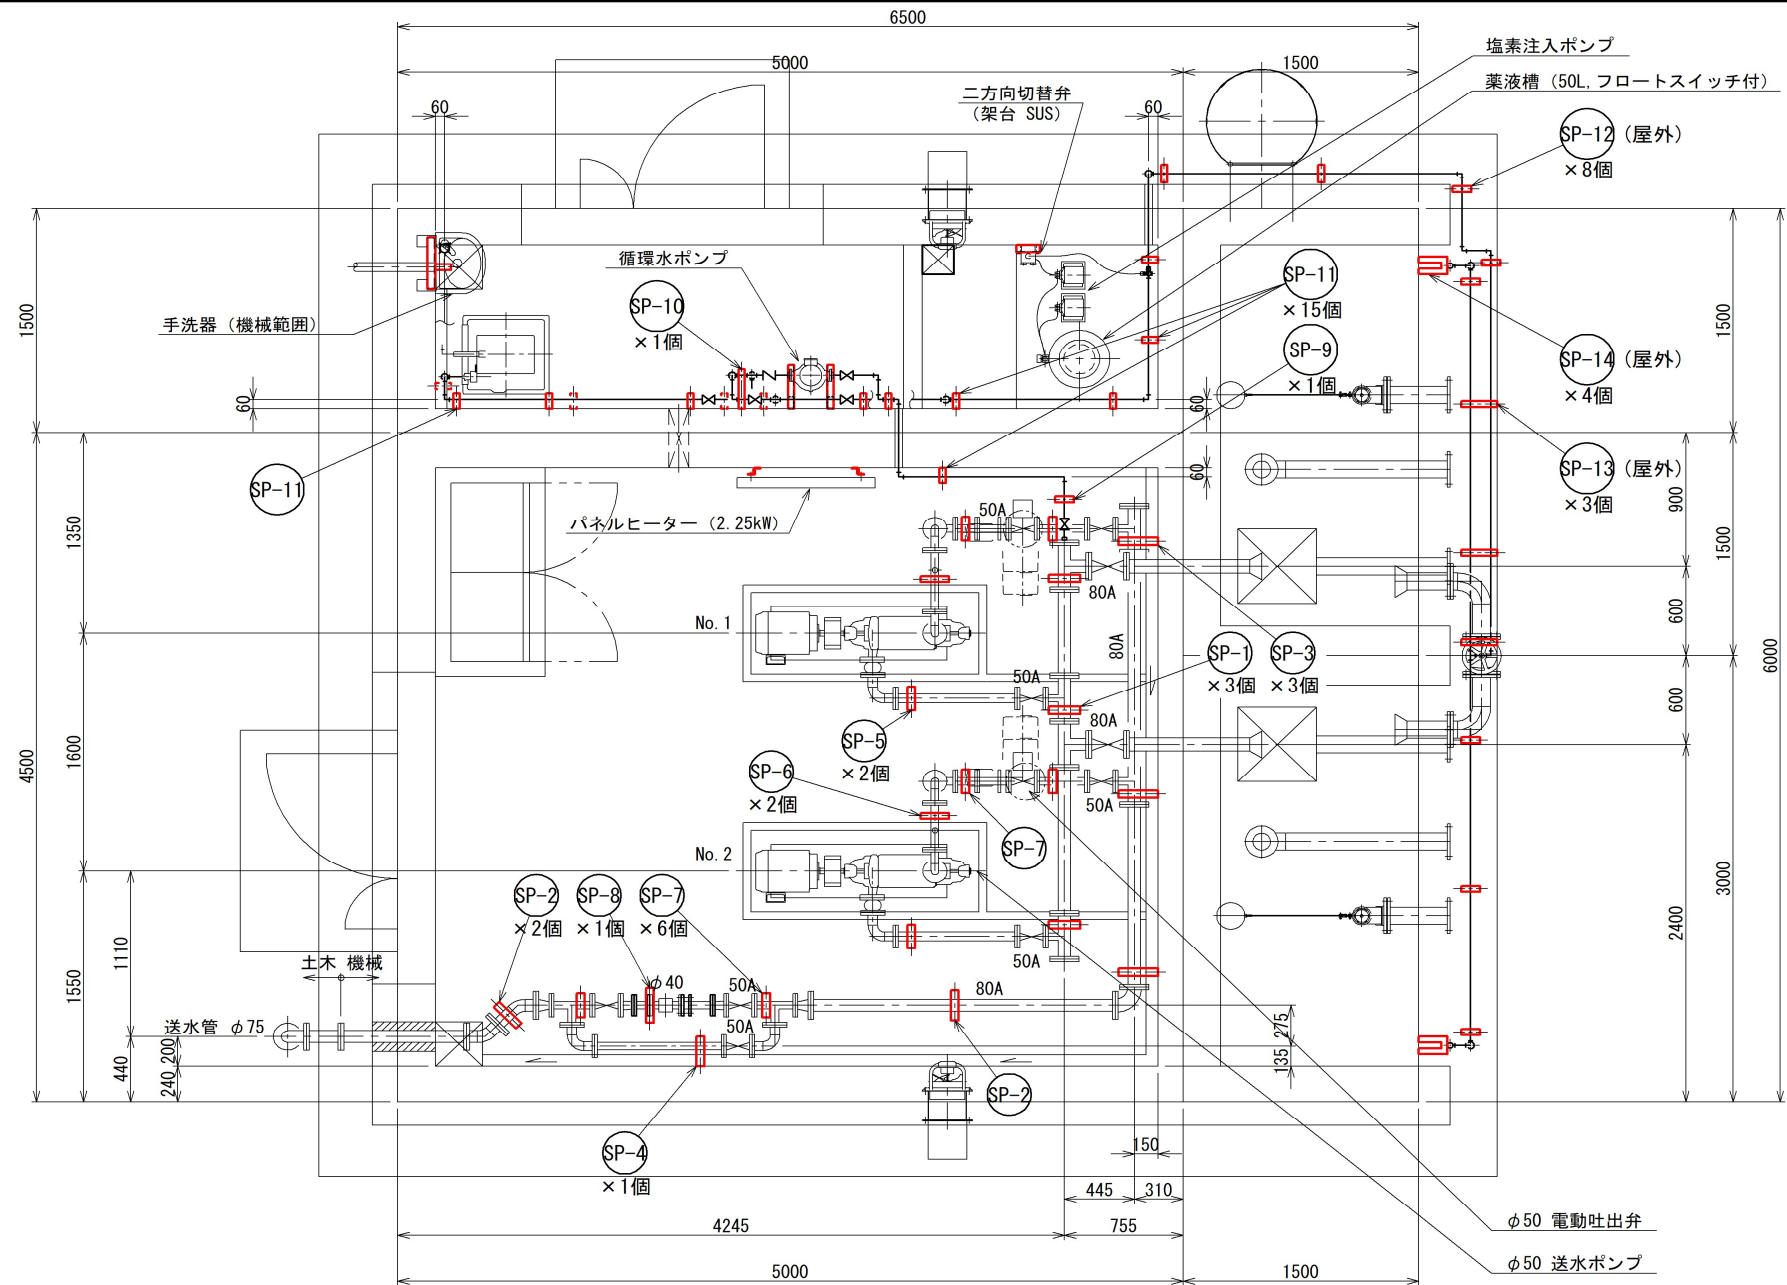 6500
5000
1500
塩素注入ポンプ
薬液槽（50L,フロートスイッチ付）
二方向切替弁
（架台 SUS）
60
60
SP-12（屋外）
×8個
循環水ポンプ
SP-10
×1個
手洗器（機械範囲）
SP-11
×15個
SP-9
×1個
SP-14（屋外）
×4個
SP-13（屋外）
×3個
1500
1500
60
60
60
SP-11
パネルヒーター（2.25kW）
50A
80A
80A
No.1
50A
80A
SP-1
×3個
SP-3
×3個
SP-5
×2個
SP-6
×2個
50A
SP-7
No.2
50A
1350
1600
4500
900
1500
600
600
6000
2400
3000
SP-2
×2個
SP-8
×1個
SP-7
×6個
φ40
50A
50A
80A
土木 機械
送水管 φ75
1110
1550
440
200
240
275
135
SP-2
SP-4
×1個
150
445
310
4245
755
5000
1500
φ50 電動吐出弁
φ50 送水ポンプ